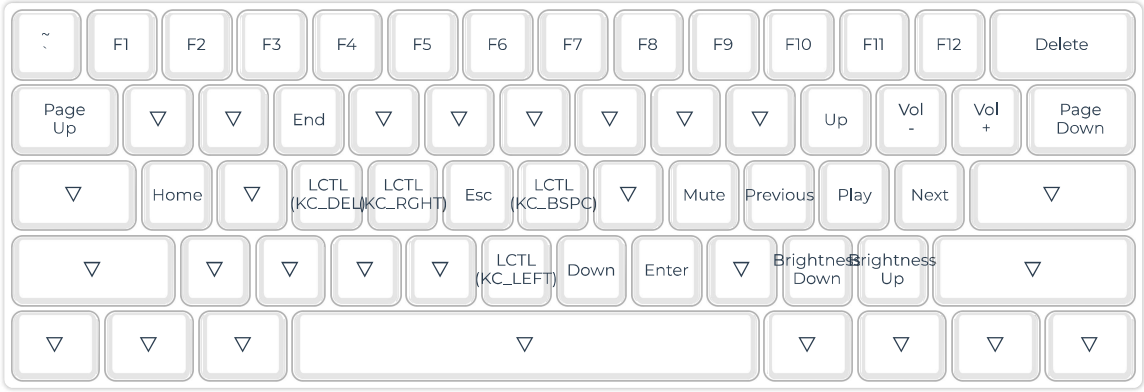 ~
`
F1
F2
F3
F4
F5
F6
F7
F8
F9
F10
F11
F12
Delete
Page
Up
▽
▽
End
▽
▽
▽
▽
▽
▽
Up
Vol
-
Vol
+
Page
Down
▽
Home
▽
LCTL
(KC_DEL)
LCTL
(KC_RGHT)
Esc
LCTL
(KC_BSPC)
▽
Mute
Previous
Play
Next
▽
▽
▽
▽
▽
▽
LCTL
(KC_LEFT)
Down
Enter
▽
Brightness
Down
Brightness
Up
▽
▽
▽
▽
▽
▽
▽
▽
▽